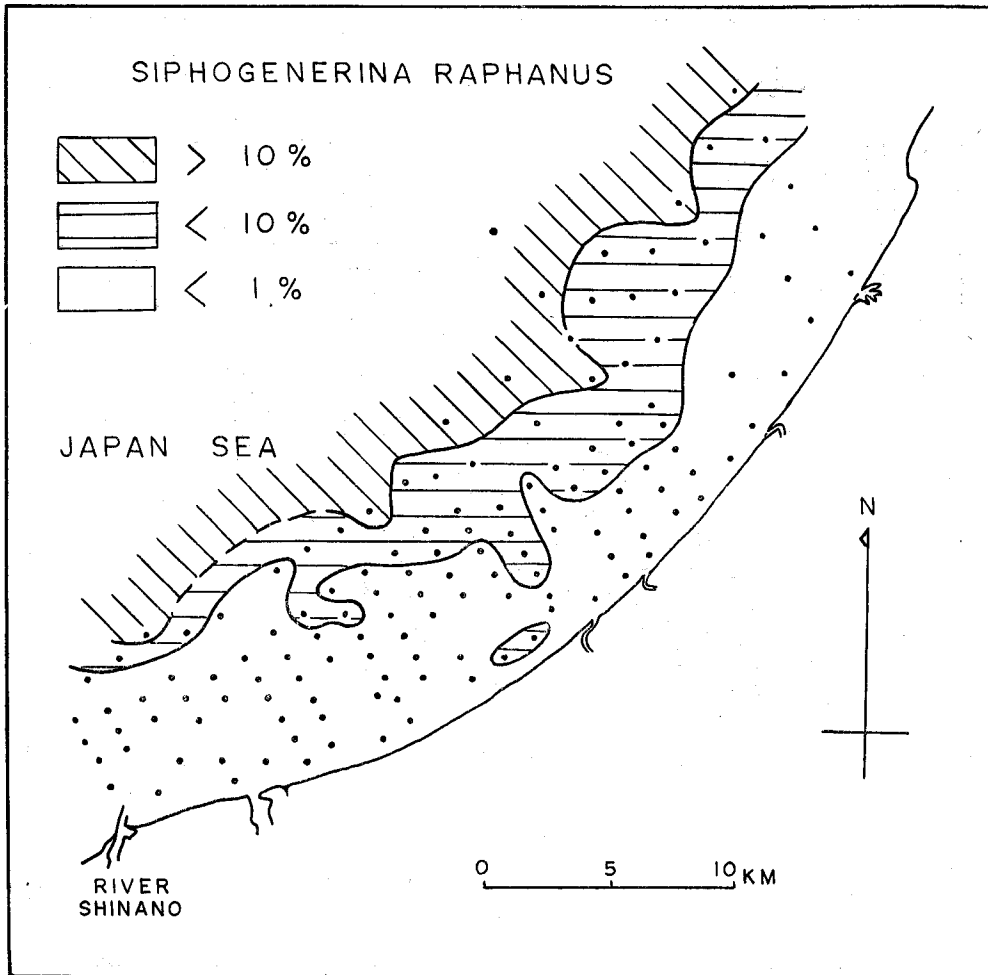 SIPHOGENERINA RAPHANUS
> 10 %
< 10 %
< 1 %
JAPAN SEA
N
0 5 10 KM
RIVER
SHINANO